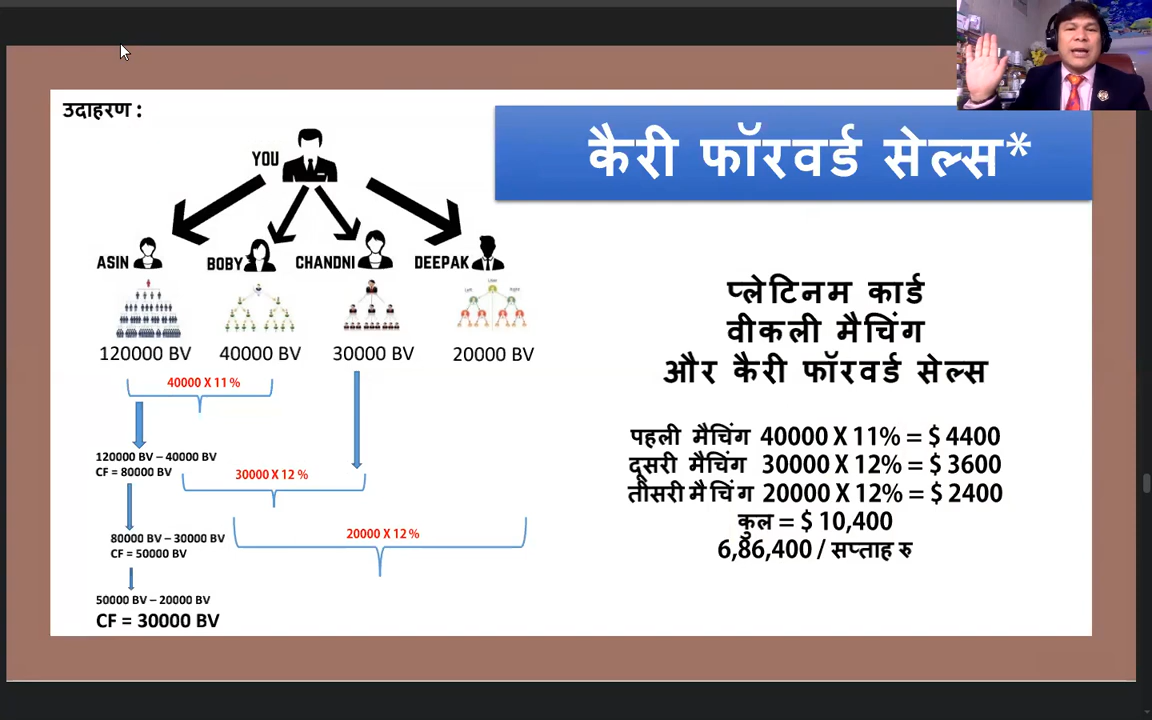 उदाहरण :
कैरी फॉरवर्ड सेल्स*
YOU
ASIN
BOBY
CHANDNI
DEEPAK
120000 BV
40000 BV
30000 BV
20000 BV
40000 X 11%
120000 BV – 40000 BV
CF = 80000 BV
30000 X 12 %
80000 BV – 30000 BV
CF = 50000 BV
20000 X 12 %
50000 BV – 20000 BV
CF = 30000 BV
प्लेटिनम कार्ड
वीकली मैचिंग
और कैरी फॉरवर्ड सेल्स
पहली मैचिंग 40000 X 11% = $ 4400
दूसरी मैचिंग 30000 X 12% = $ 3600
तीसरी मैचिंग 20000 X 12% = $ 2400
कुल = $ 10,400
6,86,400 / सप्ताह रु